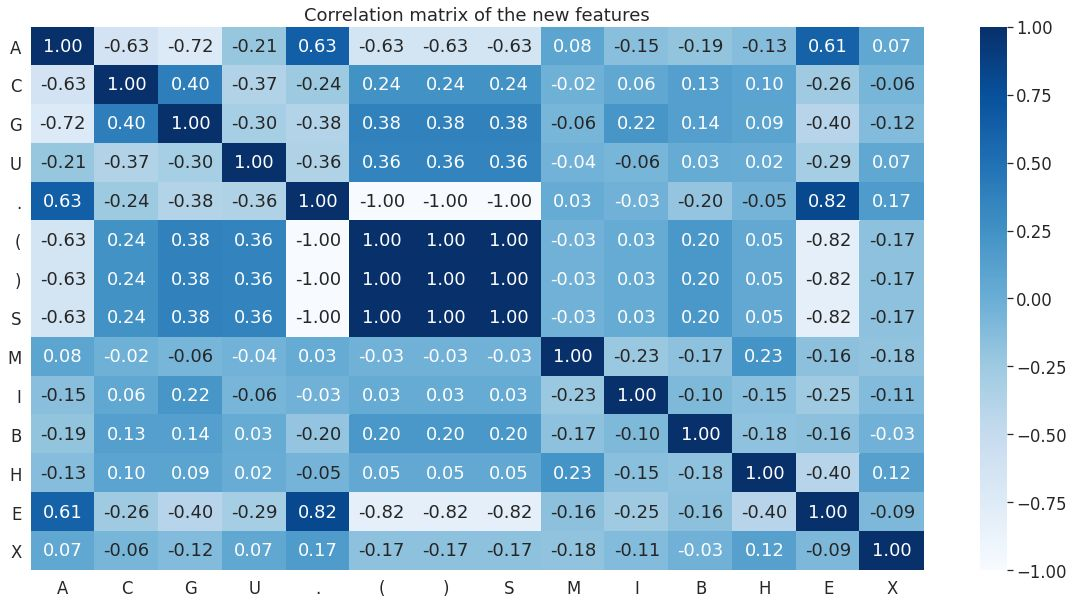 Correlation matrix of the new features
A 1.00 -0.63 -0.72 -0.21 0.63 -0.63 -0.63 -0.63 0.08 -0.15 -0.19 -0.13 0.61 0.07
C -0.63 1.00 0.40 -0.37 -0.24 0.24 0.24 0.24 -0.02 0.06 0.13 0.10 -0.26 -0.06
G -0.72 0.40 1.00 -0.30 -0.38 0.38 0.38 0.38 -0.06 0.22 0.14 0.09 -0.40 -0.12
U -0.21 -0.37 -0.30 1.00 -0.36 0.36 0.36 0.36 -0.04 -0.06 0.03 0.02 -0.29 0.07
. 0.63 -0.24 -0.38 -0.36 1.00 -1.00 -1.00 -1.00 0.03 -0.03 -0.20 -0.05 0.82 0.17
( -0.63 0.24 0.38 0.36 -1.00 1.00 1.00 1.00 -0.03 0.03 0.20 0.05 -0.82 -0.17
) -0.63 0.24 0.38 0.36 -1.00 1.00 1.00 1.00 -0.03 0.03 0.20 0.05 -0.82 -0.17
S -0.63 0.24 0.38 0.36 -1.00 1.00 1.00 1.00 -0.03 0.03 0.20 0.05 -0.82 -0.17
M 0.08 -0.02 -0.06 -0.04 0.03 -0.03 -0.03 -0.03 1.00 -0.23 -0.17 0.23 -0.16 -0.18
I -0.15 0.06 0.22 -0.06 -0.03 0.03 0.03 0.03 -0.23 1.00 -0.10 -0.15 -0.25 -0.11
B -0.19 0.13 0.14 0.03 -0.20 0.20 0.20 0.20 -0.17 -0.10 1.00 -0.18 -0.16 -0.03
H -0.13 0.10 0.09 0.02 -0.05 0.05 0.05 0.05 0.23 -0.15 -0.18 1.00 -0.40 0.12
E 0.61 -0.26 -0.40 -0.29 0.82 -0.82 -0.82 -0.82 -0.16 -0.25 -0.16 -0.40 1.00 -0.09
X 0.07 -0.06 -0.12 0.07 0.17 -0.17 -0.17 -0.17 -0.18 -0.11 -0.03 0.12 -0.09 1.00
A C G U . ( ) S M I B H E X
1.00
0.75
0.50
0.25
0.00
−0.25
−0.50
−0.75
−1.00